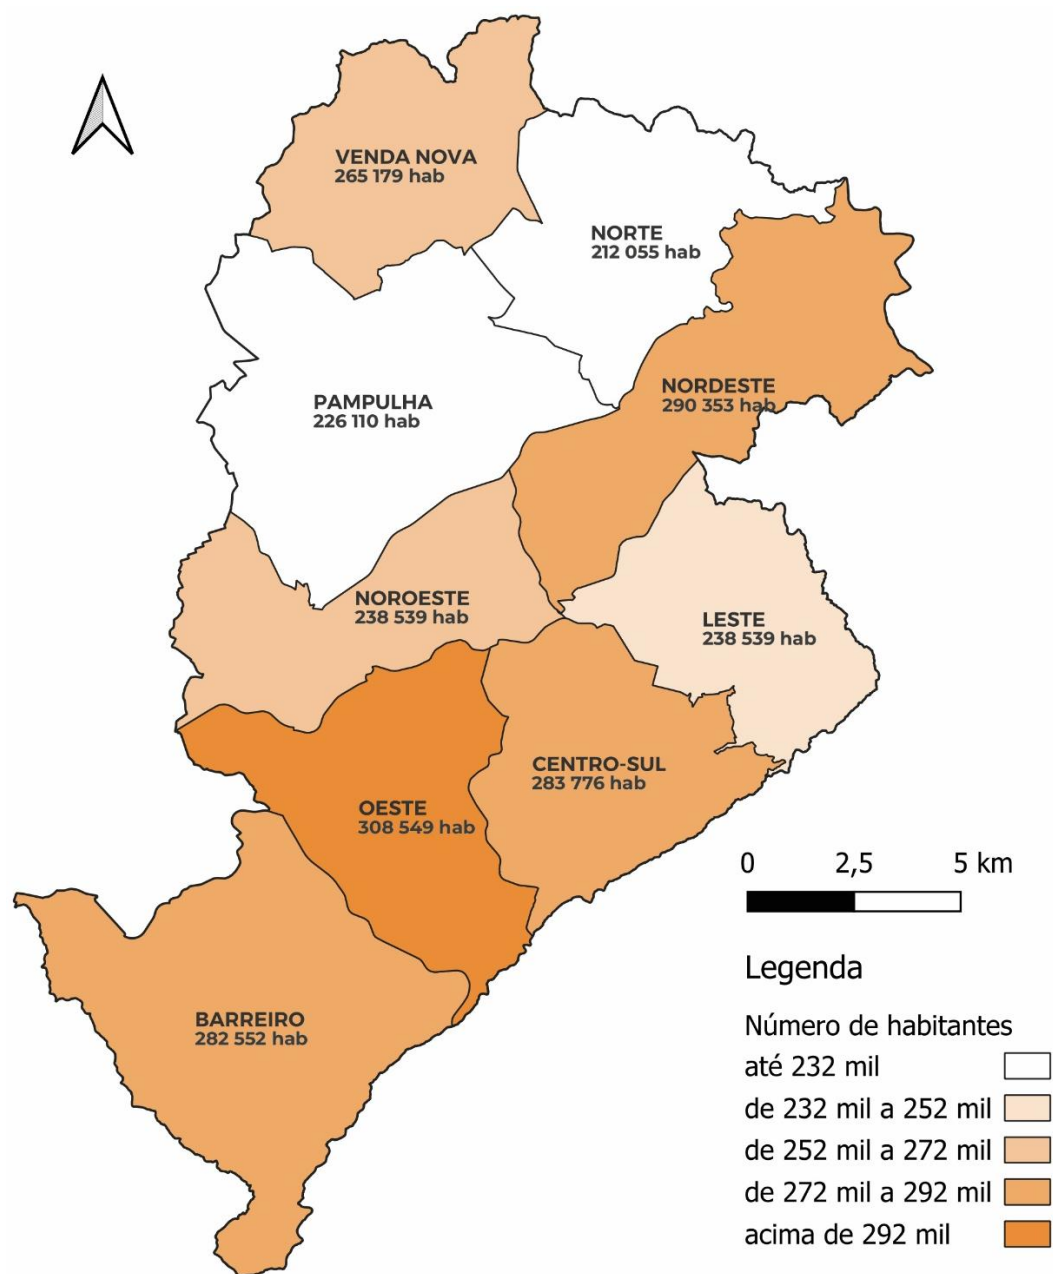 VENDA NOVA
265 179 hab
NORTE
212 055 hab
NORDESTE
290 353 hab
PAMPULHA
226 110 hab
NOROESTE
238 539 hab
LESTE
238 539 hab
CENTRO-SUL
283 776 hab
OESTE
308 549 hab
BARREIRO
282 552 hab
0 2,5 5 km
Legenda
Número de habitantes
até 232 mil
de 232 mil a 252 mil
de 252 mil a 272 mil
de 272 mil a 292 mil
acima de 292 mil